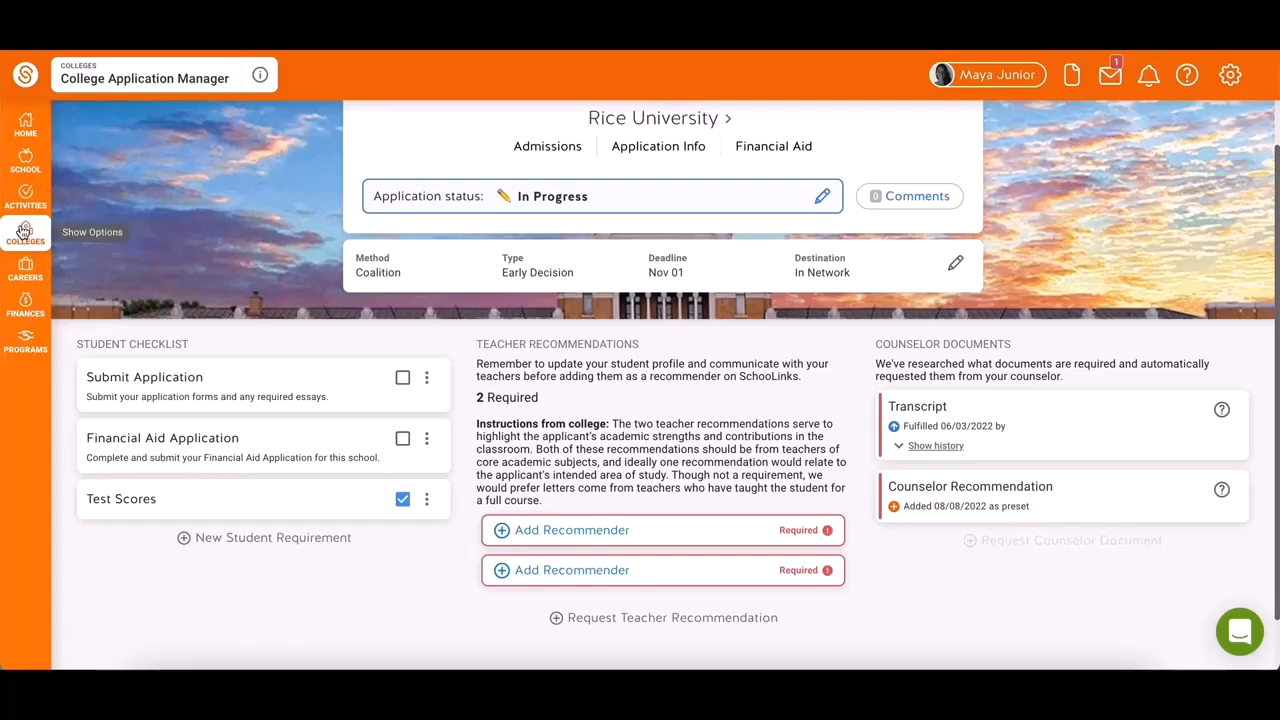 COLLEGES
College Application Manager
Maya Junior
1
HOME
SCHOOL
ACTIVITIES
COLLEGES
CAREERS
FINANCES
PROGRAMS
Show Options
Rice University >
Admissions
Application Info
Financial Aid
Application status: In Progress
0 Comments
Method
Coalition
Type
Early Decision
Deadline
Nov 01
Destination
In Network
STUDENT CHECKLIST
Submit Application
Submit your application forms and any required essays.
Financial Aid Application
Complete and submit your Financial Aid Application for this school.
Test Scores
New Student Requirement
TEACHER RECOMMENDATIONS
Remember to update your student profile and communicate with your
teachers before adding them as a recommender on SchooLinks.
2 Required
Instructions from college: The two teacher recommendations serve to
highlight the applicant's academic strengths and contributions in the
classroom. Both of these recommendations should be from teachers of
core academic subjects, and ideally one recommendation would relate to
the applicant's intended area of study. Though not a requirement, we
would prefer letters come from teachers who have taught the student for
a full course.
Add Recommender Required
Add Recommender Required
Request Teacher Recommendation
COUNSELOR DOCUMENTS
We've researched what documents are required and automatically
requested them from your counselor.
Transcript
Fulfilled 06/03/2022 by
Show history
Counselor Recommendation
Added 08/08/2022 as preset
Request Counselor Document